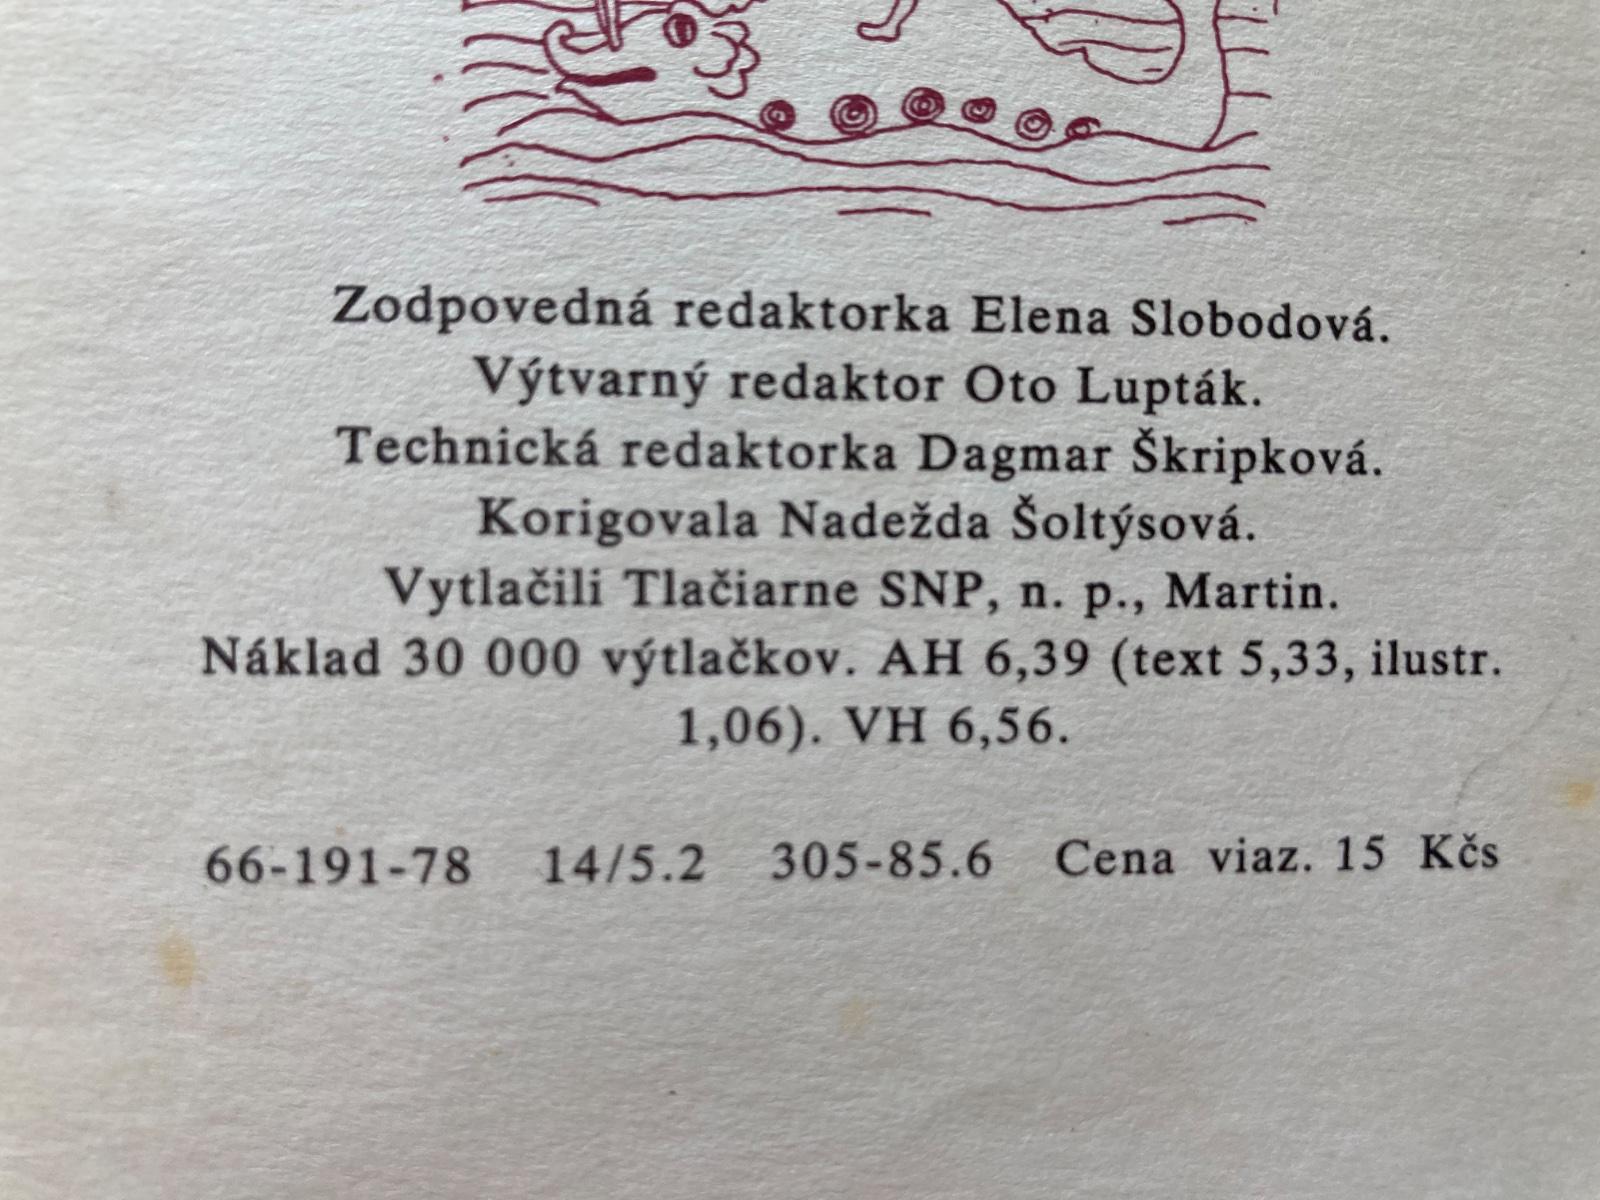 Zodpovedná redaktorka Elena Slobodová.
Výtvarný redaktor Oto Lupták.
Technická redaktorka Dagmar Škripková.
Korigovala Nadežda Šoltýsová.
Vytlačili Tlačiarne SNP, n. p., Martin.
Náklad 30 000 výtlačkov. AH 6,39 (text 5,33, ilustr.
1,06). VH 6,56.
66-191-78 14/5.2 305-85.6 Cena viaz. 15 Kčs